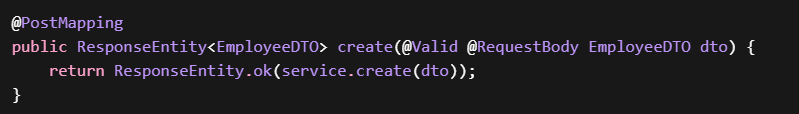 @PostMapping
public ResponseEntity<EmployeeDTO> create(@Valid @RequestBody EmployeeDTO dto) {
    return ResponseEntity.ok(service.create(dto));
}